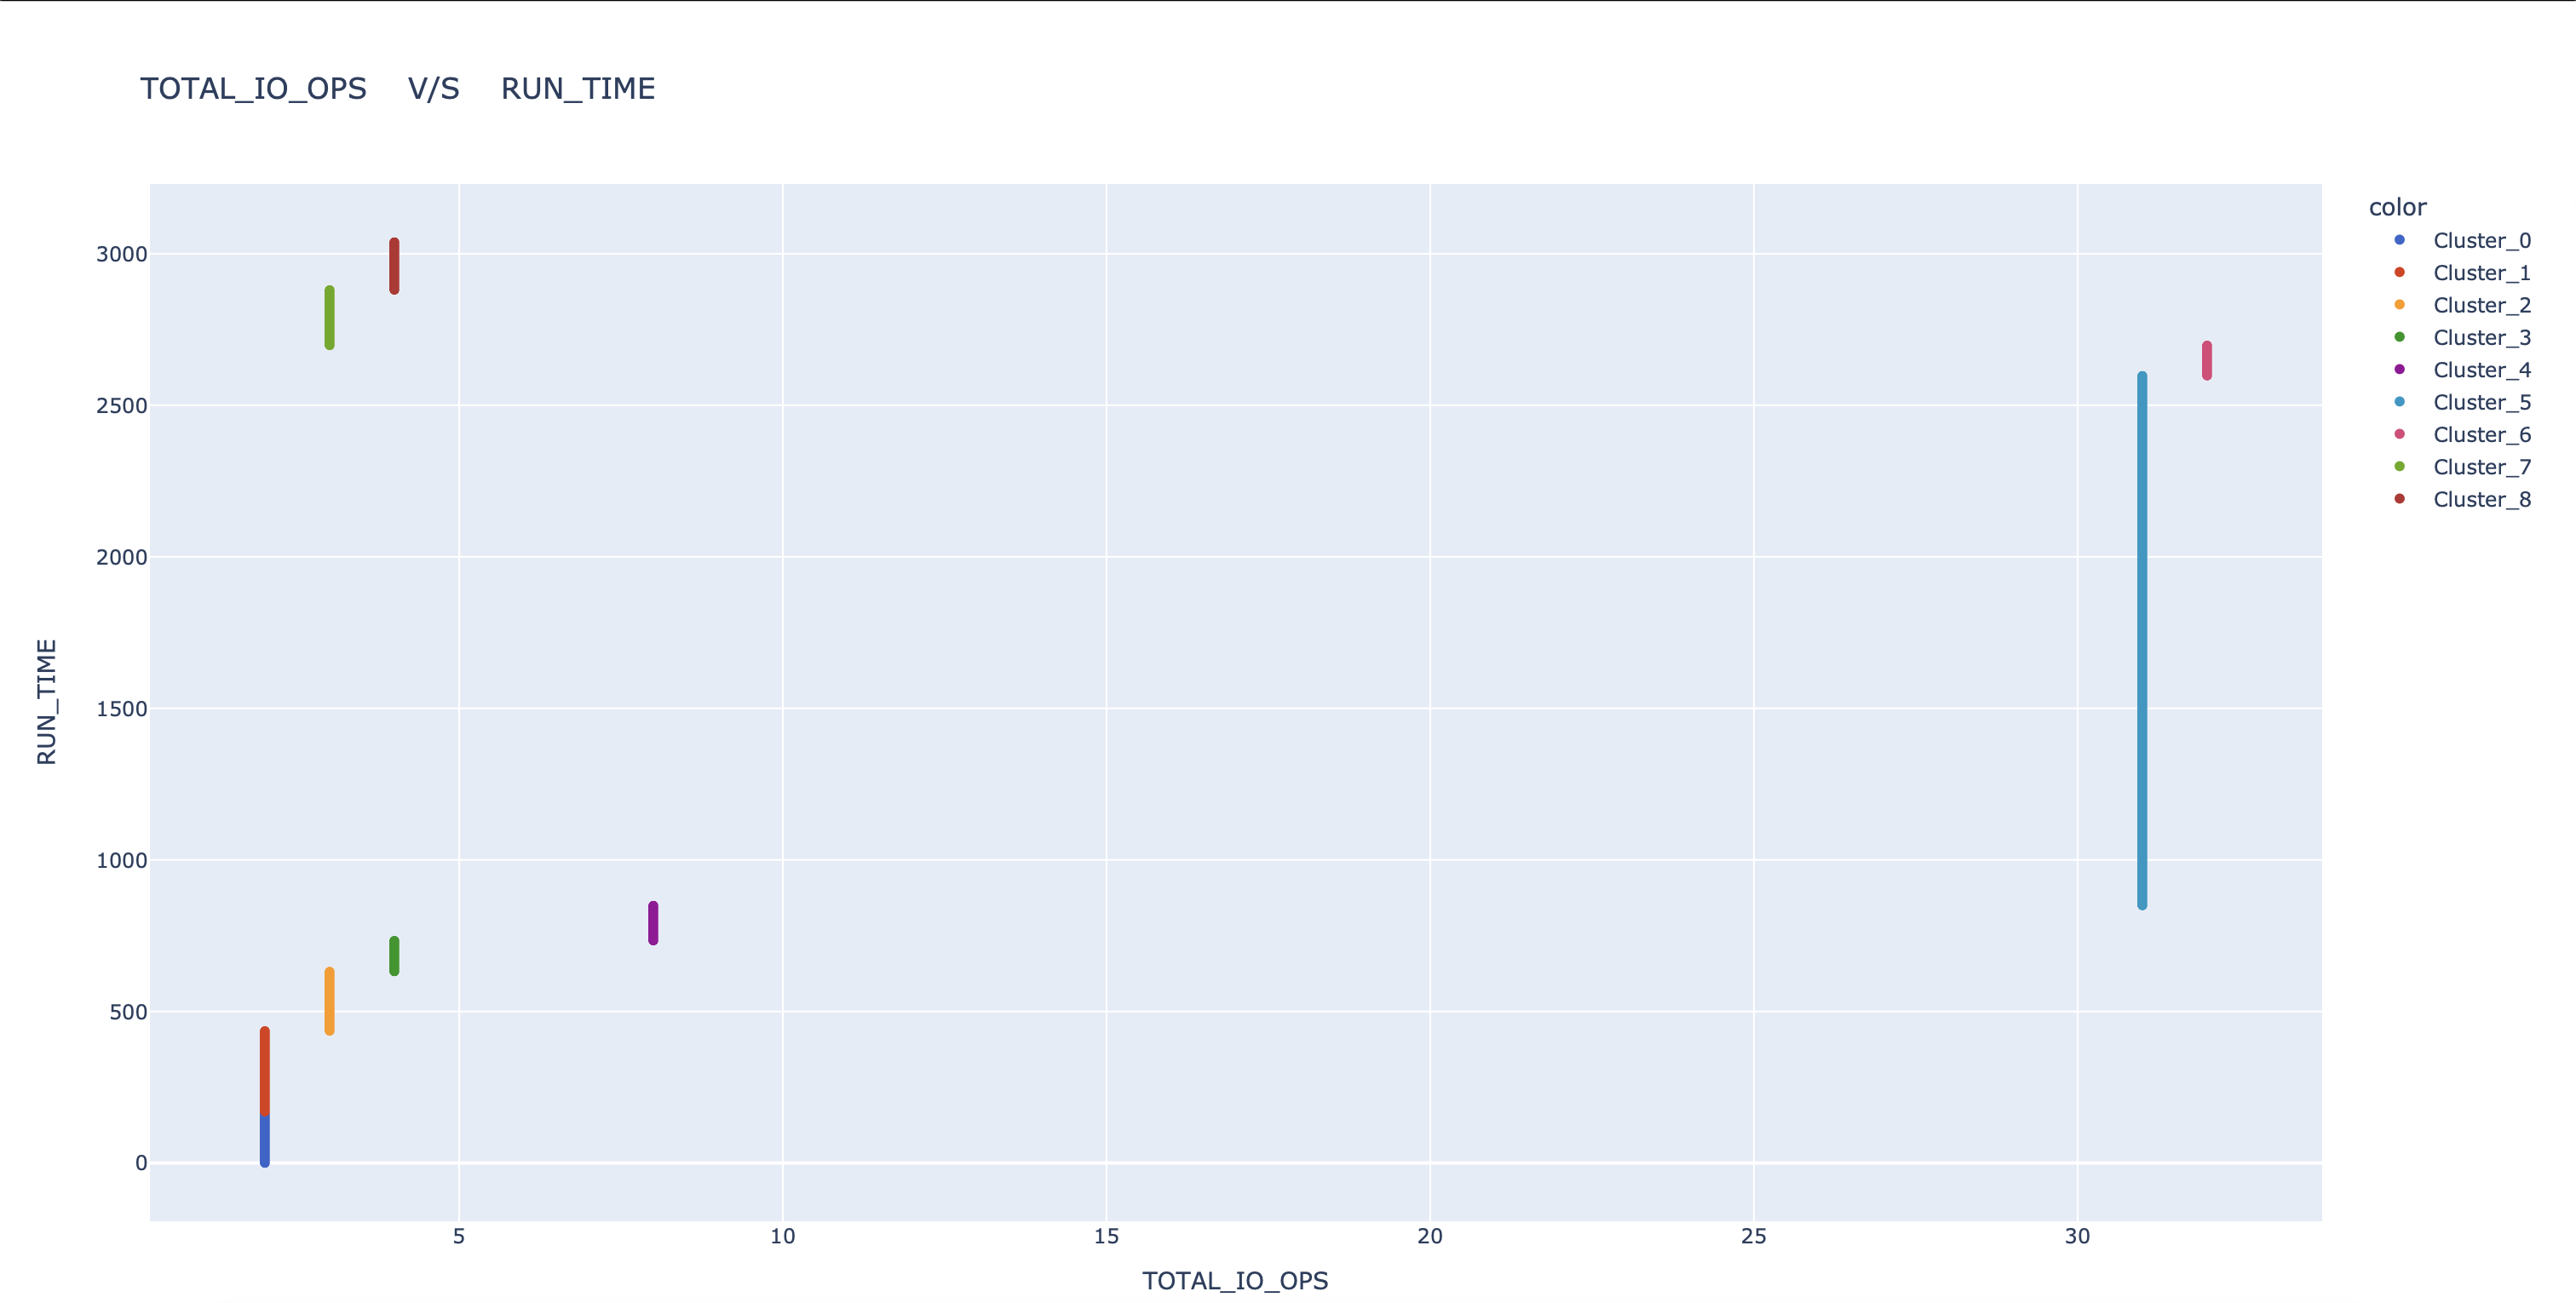 TOTAL_IO_OPS V/S RUN_TIME
color
Cluster_0
Cluster_1
Cluster_2
Cluster_3
Cluster_4
Cluster_5
Cluster_6
Cluster_7
Cluster_8
RUN_TIME
3000
2500
2000
1500
1000
500
0
5 10 15 20 25 30
TOTAL_IO_OPS